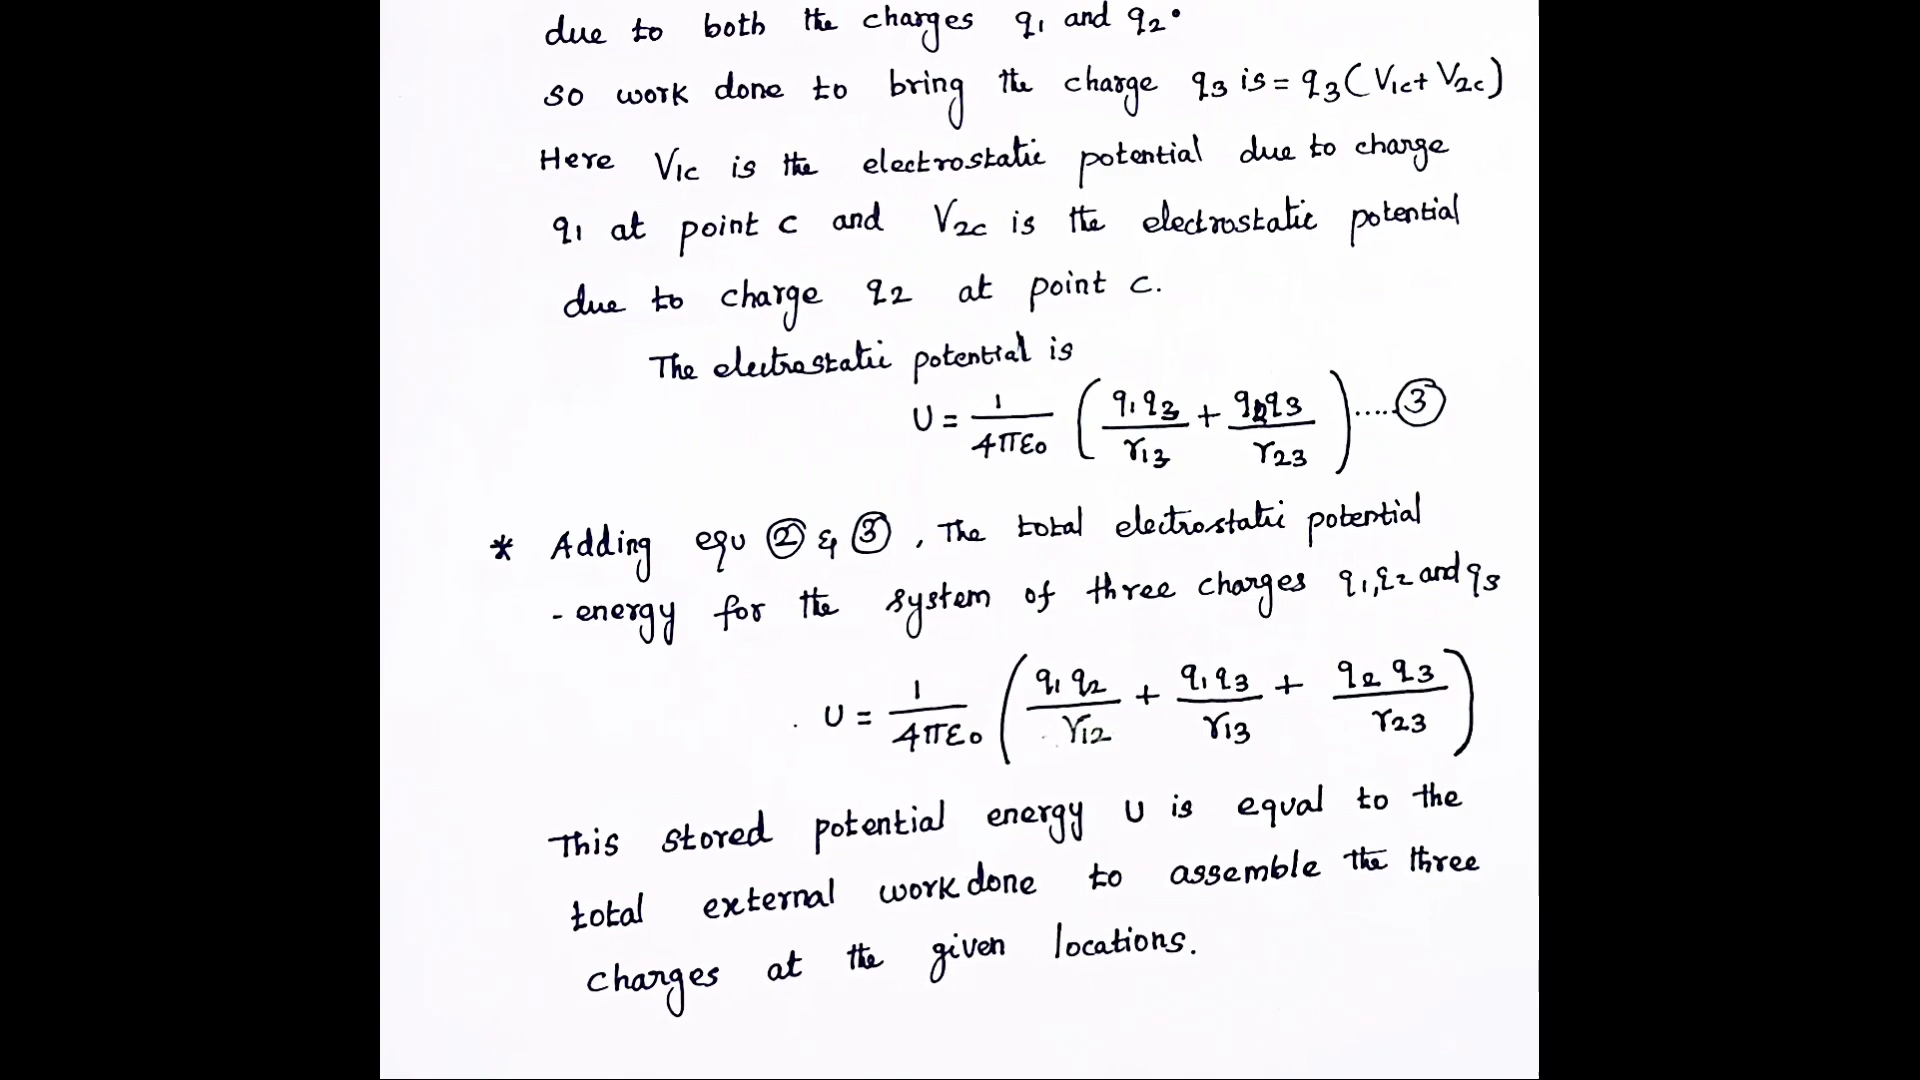 due to both the charges q1 and q2.
so work done to bring the charge q3 is = q3 (V1c + V2c)
Here V1c is the electrostatic potential due to charge
q1 at point c and V2c is the electrostatic potential
due to charge q2 at point c.
The electrostatic potential is
U = 1/4πε0 (q1q3/r13 + q2q3/r23) ..... ③
* Adding equ ② & ③, The total electrostatic potential
- energy for the system of three charges q1, q2 and q3
U = 1/4πε0 (q1q2/r12 + q1q3/r13 + q2q3/r23)
This stored potential energy U is equal to the
total external workdone to assemble the three
charges at the given locations.